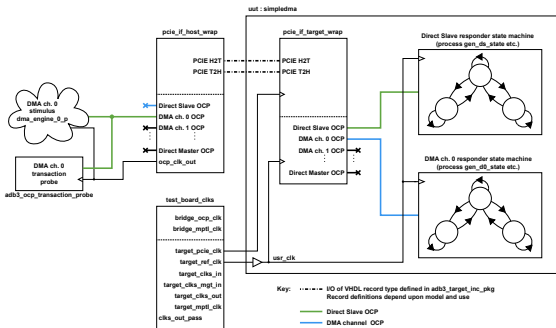 uut : simpledma
pcie_if_host_wrap
PCIE H2T
PCIE T2H
Direct Slave OCP
DMA ch. 0 OCP
DMA ch. 1 OCP
Direct Master OCP
ocp_clk_out
pcie_if_target_wrap
PCIE H2T
PCIE T2H
Direct Slave OCP
DMA ch. 0 OCP
DMA ch. 1 OCP
Direct Master OCP
Direct Slave responder state machine
(process gen_ds_state etc.)
DMA ch. 0
stimulus
dma_engine_0_p
DMA ch. 0
transaction
probe
adb3_ocp_transaction_probe
DMA ch. 0 responder state machine
(process gen_d0_state etc.)
test_board_clks
bridge_ocp_clk
bridge_mptl_clk
target_pcie_clk
target_ref_clk
target_clks_in
target_clks_mgt_in
target_clks_out
target_mptl_clk
clks_out_pass
usr_clk
Key:
I/O of VHDL record type defined in adb3_target_inc_pkg
Record definitions depend upon model and use
Direct Slave OCP
DMA channel OCP